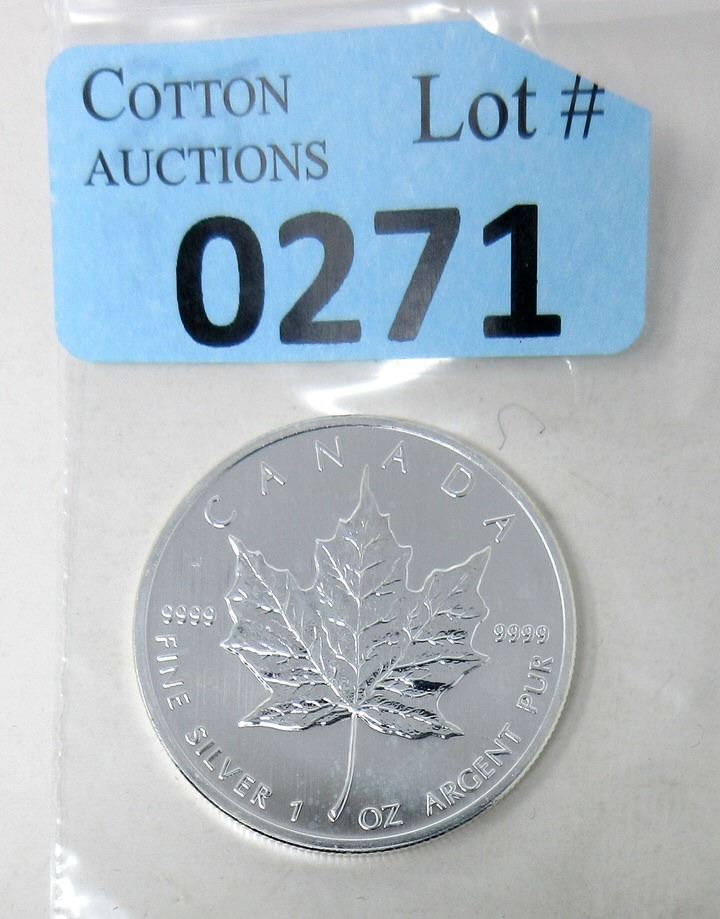 COTTON
AUCTIONS
Lot #
0271
CANADA
9999
9999
FINE SILVER 1 OZ ARGENT PUR